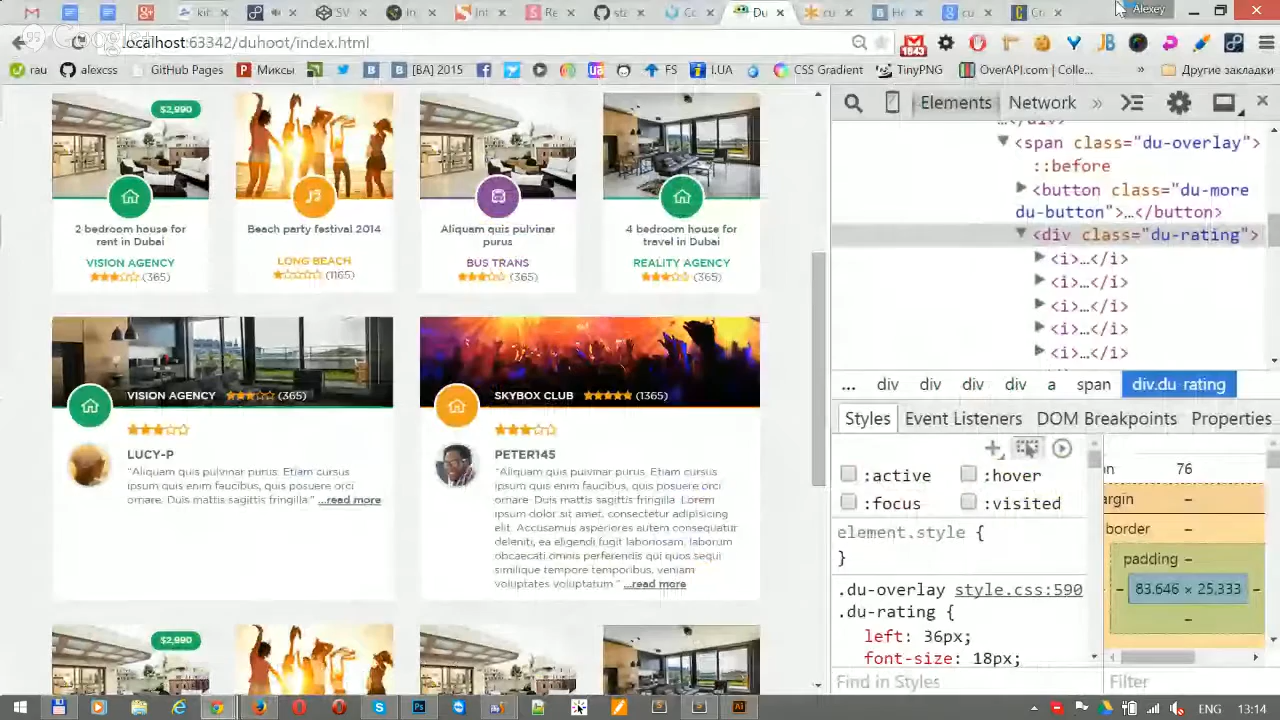 Du
Alexey
localhost:63342/duhoot/index.html
1643
rau
alexcss
GitHub Pages
Миксы
[BA] 2015
FS
LUA
CSS Gradient
TinyPNG
OverAPI.com | Colle...
»
Другие закладки
$2,990
2 bedroom house for
rent in Dubai
VISION AGENCY
(365)
Beach party festival 2014
LONG BEACH
(1165)
Aliquam quis pulvinar
purus
BUS TRANS
(365)
4 bedroom house for
travel in Dubai
REALITY AGENCY
(365)
VISION AGENCY (365)
LUCY-P
"Aliquam quis pulvinar purus. Etiam cursus
ipsum quis enim faucibus, quis posuere orci
ornare. Duis mattis sagittis fringilla." ...read more
SKYBOX CLUB (1365)
PETER145
"Aliquam quis pulvinar purus. Etiam cursus
ipsum quis enim faucibus, quis posuere orci
ornare. Duis mattis sagittis fringilla. Lorem
ipsum dolor sit amet, consectetur adipisicing
elit. Accusamus asperiores autem consequatur
deleniti, ea eligendi fugit laboriosam, laborum
obcaecati omnis perferendis qui quos sequi
similique tempore temporibus, veniam
voluptates voluptatum." ...read more
$2,990
Elements Network »
…</div>
<span class="du-overlay">
::before
<button class="du-more
du-button">…</button>
<div class="du-rating">
<i>…</i>
<i>…</i>
<i>…</i>
<i>…</i>
<i>…</i>
... div div div div a span div.du-rating
Styles Event Listeners DOM Breakpoints Properties
:active :hover
:focus :visited
element.style {
}
.du-overlay style.css:590
.du-rating {
left: 36px;
font-size: 18px;
Find in Styles
76
argin –
border –
padding –
– 83.646 × 25,333 –
–
Filter
ENG 13:14